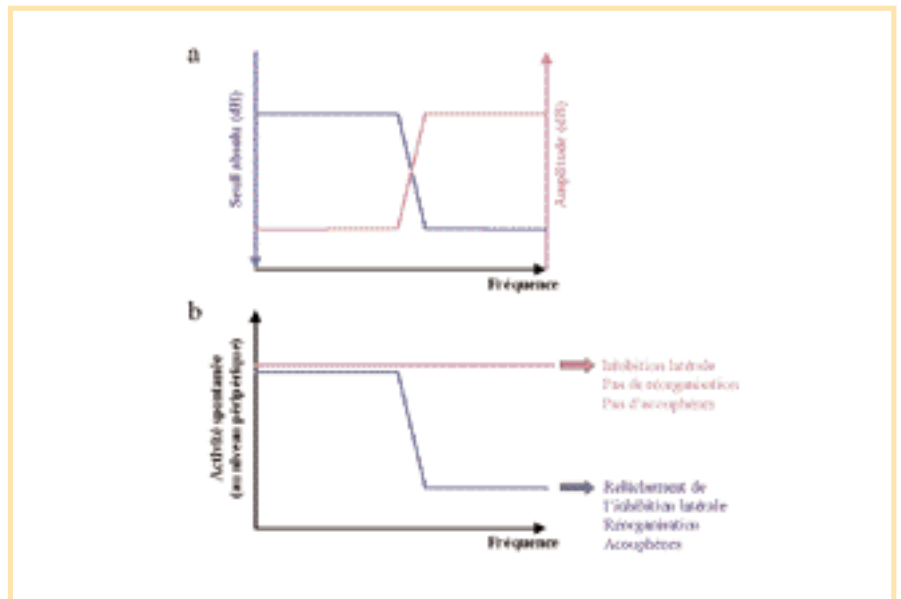 a
Seuil absolu (dB)
Amplitude (dB)
Fréquence
b
Activité spontanée
(au niveau périphérique)
Inhibition latérale
Pas de réorganisation
Pas d'acouphènes
Relâchement de
l'inhibition latérale
Réorganisation
Acouphènes
Fréquence